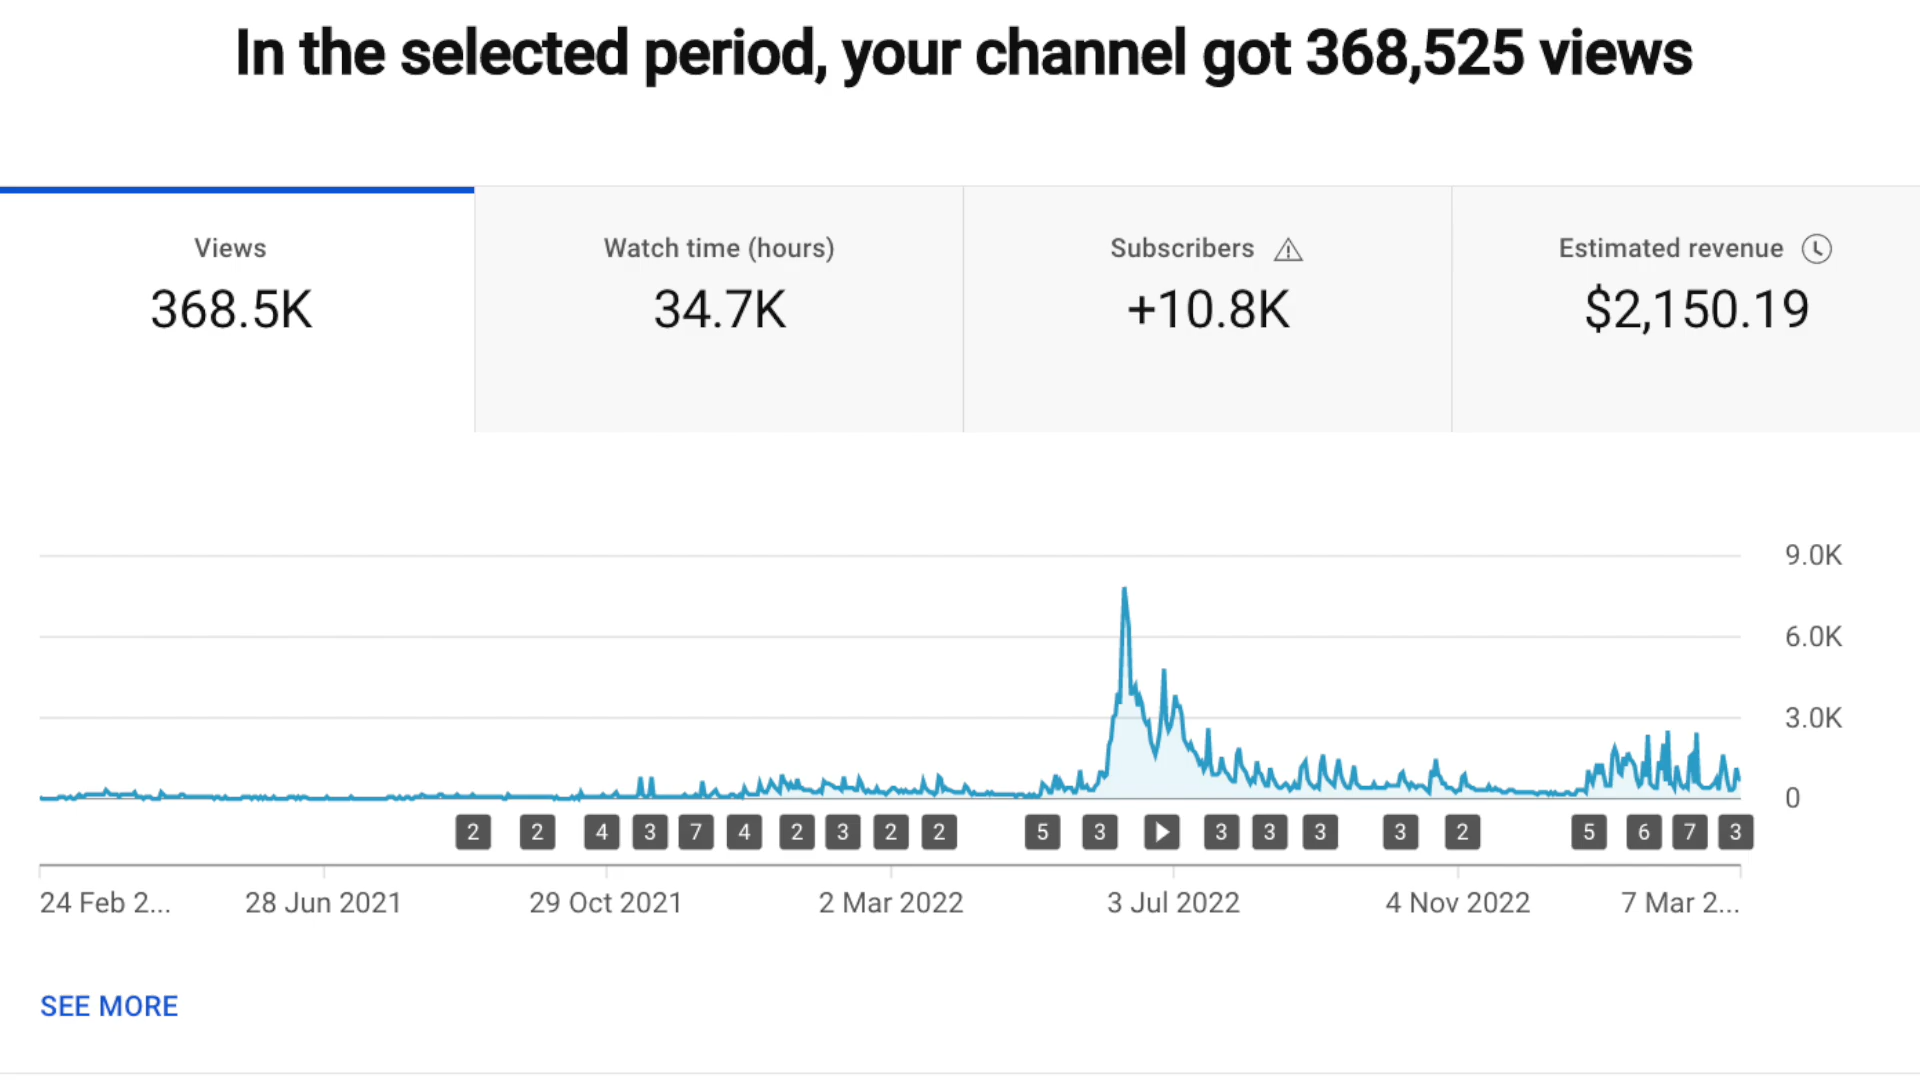 In the selected period, your channel got 368,525 views
Views
368.5K
Watch time (hours)
34.7K
Subscribers
+10.8K
Estimated revenue
$2,150.19
9.0K
6.0K
3.0K
0
2 2 4 3 7 4 2 3 2 2 5 3 3 3 3 3 2 5 6 7 3
24 Feb 2... 28 Jun 2021 29 Oct 2021 2 Mar 2022 3 Jul 2022 4 Nov 2022 7 Mar 2...
SEE MORE